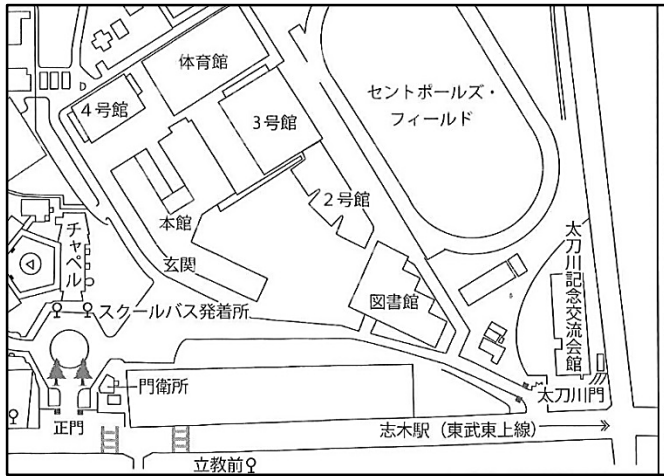 体育館
4号館
3号館
セントポールズ・
フィールド
2号館
本館
チャペル
玄関
太刀川記念交流会館
図書館
スクールバス発着所
門衛所
太刀川門
正門
志木駅（東武東上線）
立教前